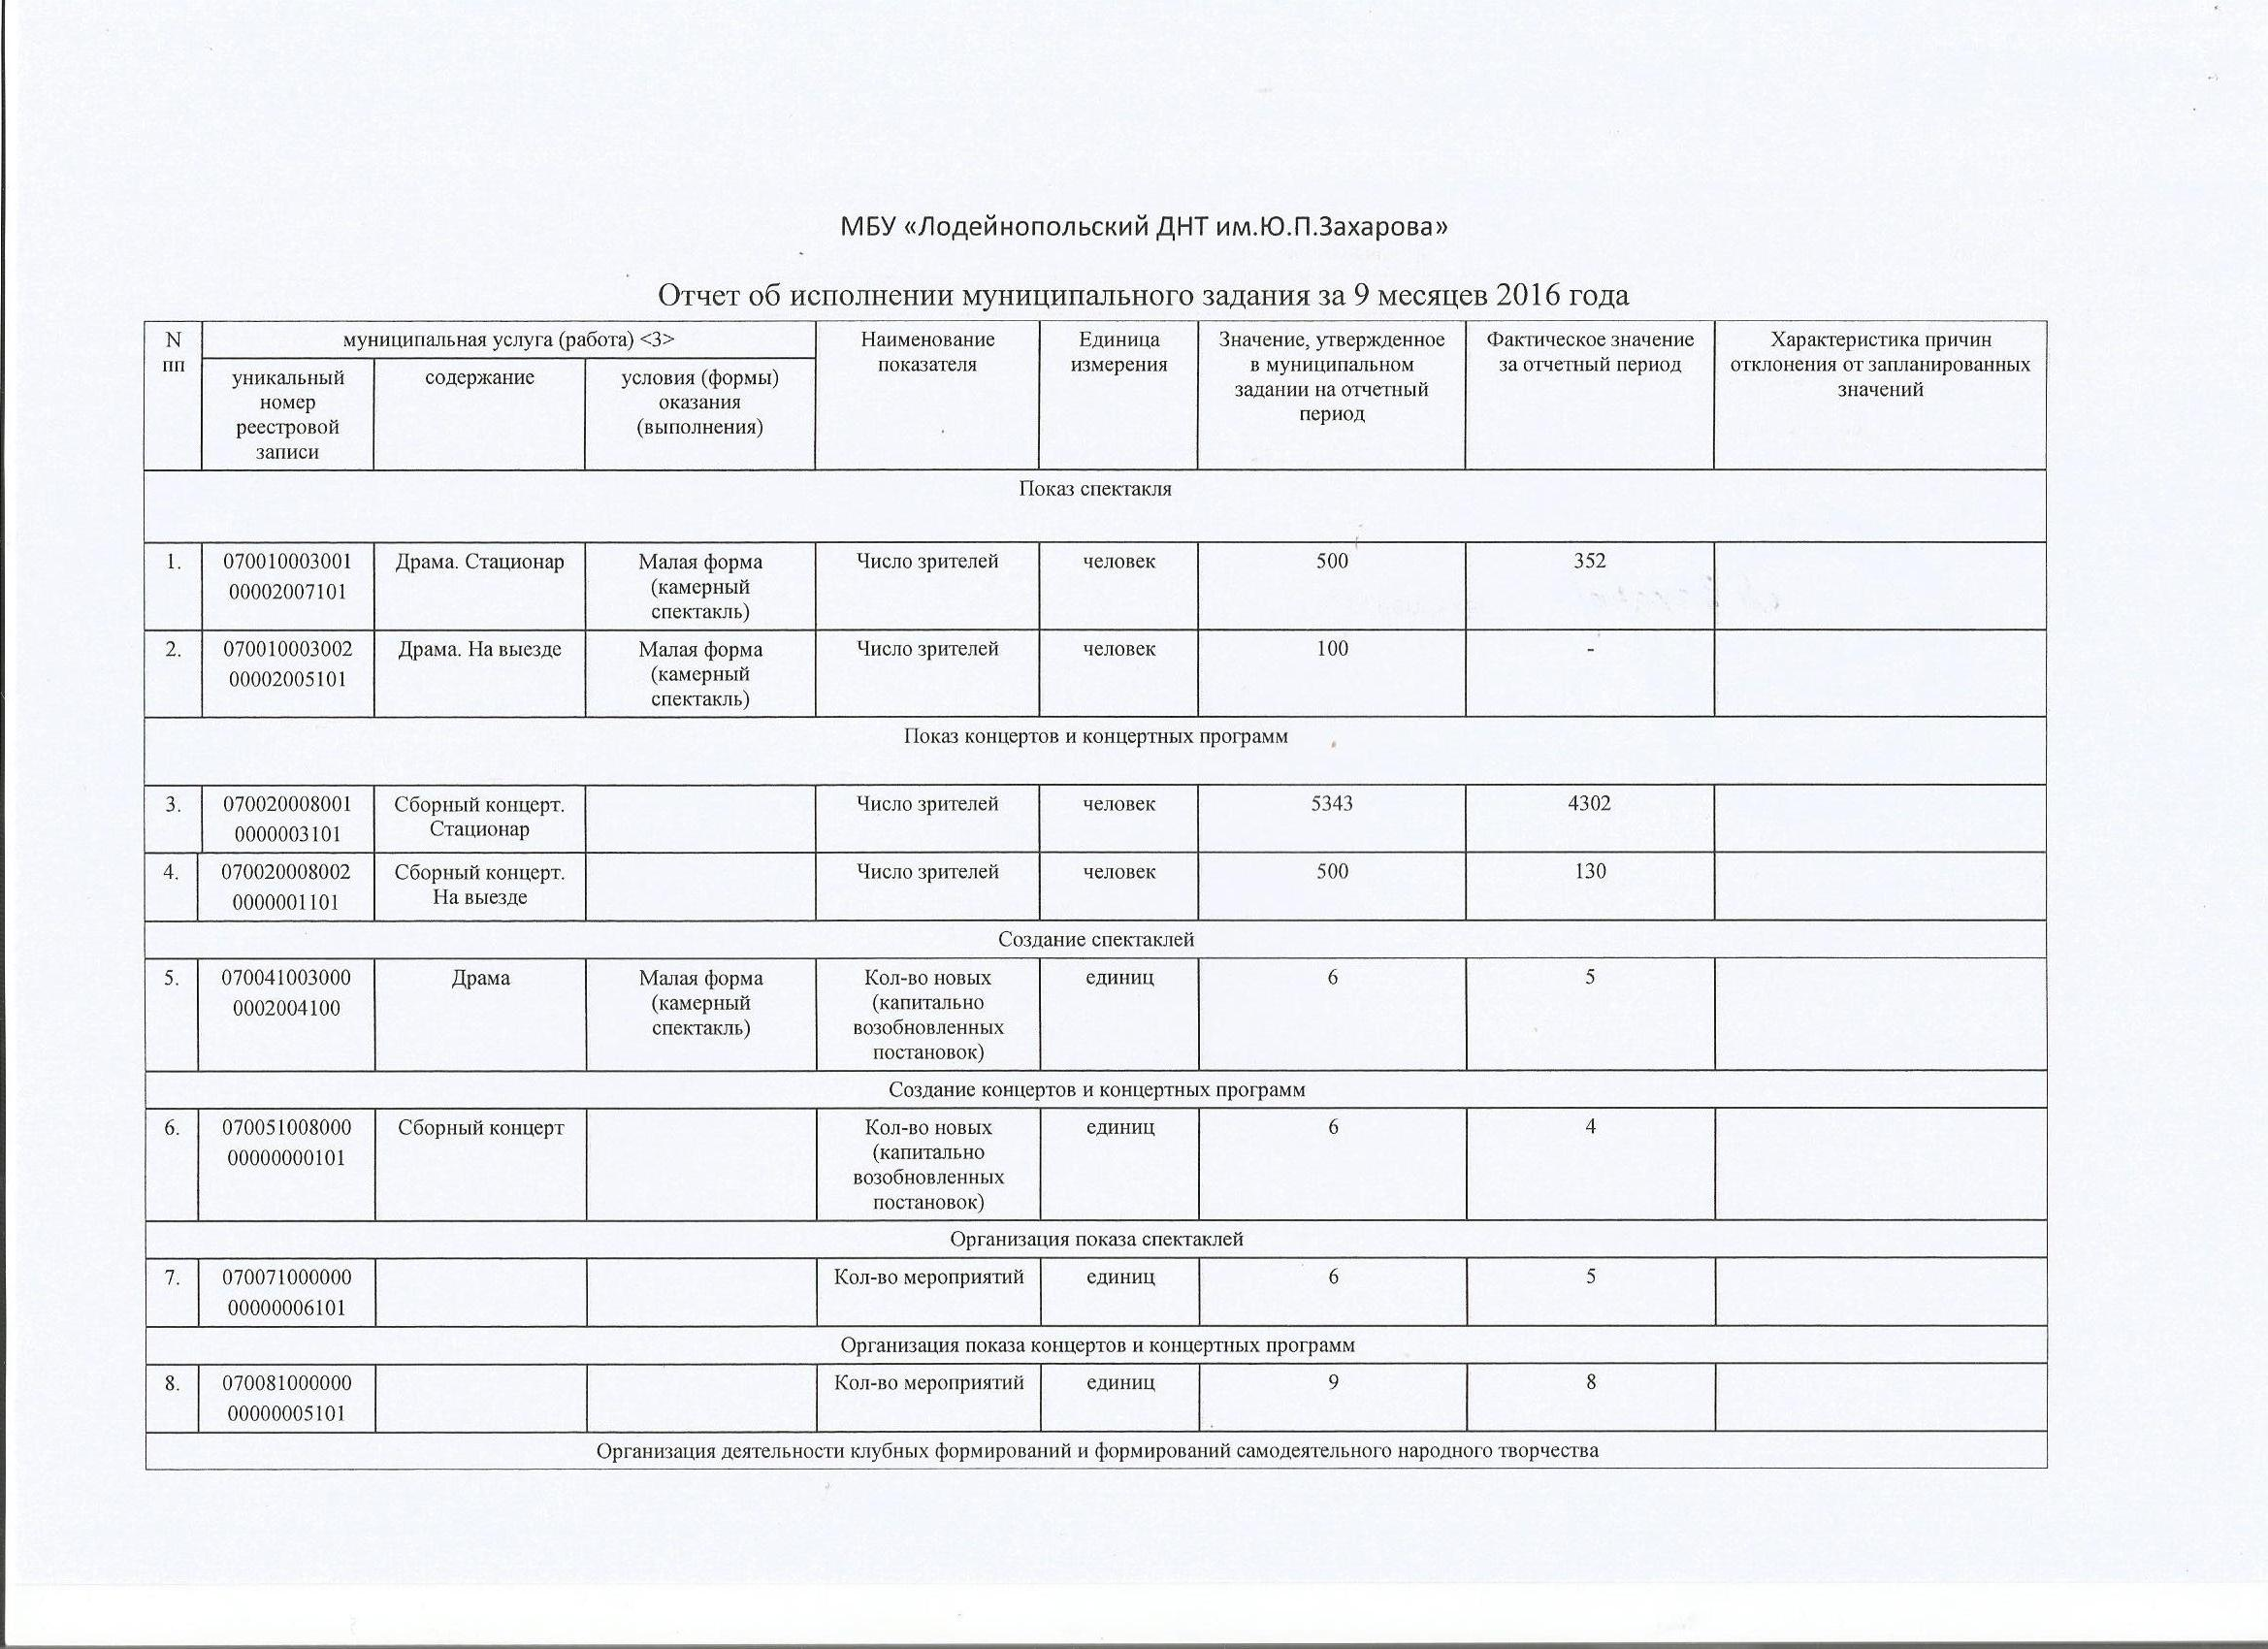 МБУ «Лодейнопольский ДНТ им.Ю.П.Захарова»
Отчет об исполнении муниципального задания за 9 месяцев 2016 года
N
пп
муниципальная услуга (работа) <3>
уникальный
номер
реестровой
записи
содержание
условия (формы)
оказания
(выполнения)
Наименование
показателя
Единица
измерения
Значение, утвержденное
в муниципальном
задании на отчетный
период
Фактическое значение
за отчетный период
Характеристика причин
отклонения от запланированных
значений
Показ спектакля
1.
070010003001
00002007101
Драма. Стационар
Малая форма
(камерный
спектакль)
Число зрителей
человек
500
352
2.
070010003002
00002005101
Драма. На выезде
Малая форма
(камерный
спектакль)
Число зрителей
человек
100
-
Показ концертов и концертных программ
3.
070020008001
0000003101
Сборный концерт.
Стационар
Число зрителей
человек
5343
4302
4.
070020008002
0000001101
Сборный концерт.
На выезде
Число зрителей
человек
500
130
Создание спектаклей
5.
070041003000
0002004100
Драма
Малая форма
(камерный
спектакль)
Кол-во новых
(капитально
возобновленных
постановок)
единиц
6
5
Создание концертов и концертных программ
6.
070051008000
00000000101
Сборный концерт
Кол-во новых
(капитально
возобновленных
постановок)
единиц
6
4
Организация показа спектаклей
7.
070071000000
00000006101
Кол-во мероприятий
единиц
6
5
Организация показа концертов и концертных программ
8.
070081000000
00000005101
Кол-во мероприятий
единиц
9
8
Организация деятельности клубных формирований и формирований самодеятельного народного творчества